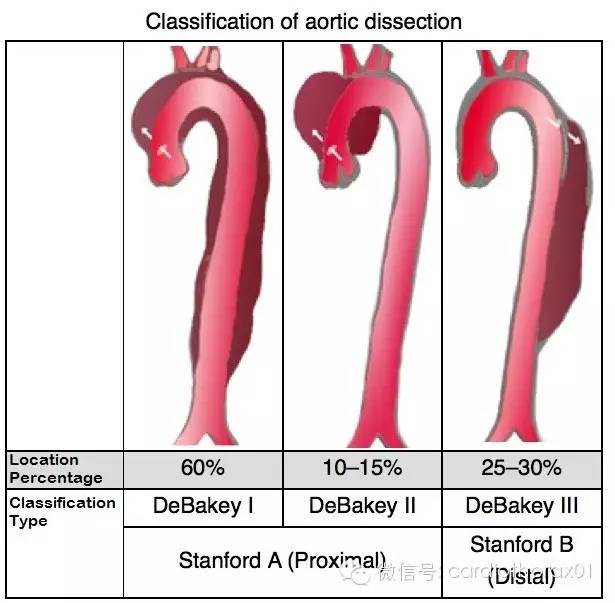 Classification of aortic dissection
Location
Percentage
60%
10–15%
25–30%
Classification
Type
DeBakey I
DeBakey II
DeBakey III
Stanford A (Proximal)
Stanford B
(Distal)
微信号: cardiothorax01